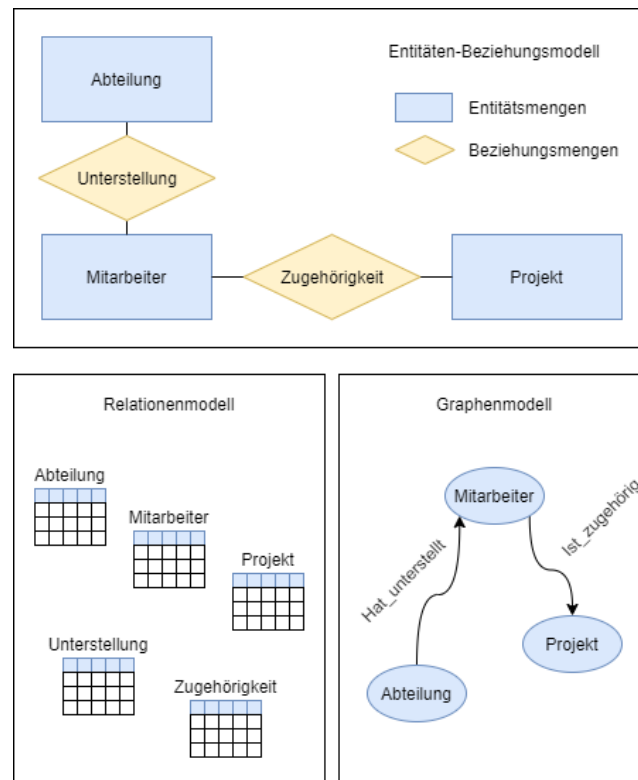 Entitäten-Beziehungsmodell
Abteilung
Entitätsmengen
Beziehungsmengen
Unterstellung
Mitarbeiter
Zugehörigkeit
Projekt
Relationenmodell
Abteilung
Mitarbeiter
Projekt
Unterstellung
Zugehörigkeit
Graphenmodell
Mitarbeiter
Hat_unterstellt
Ist_zugehörig
Projekt
Abteilung